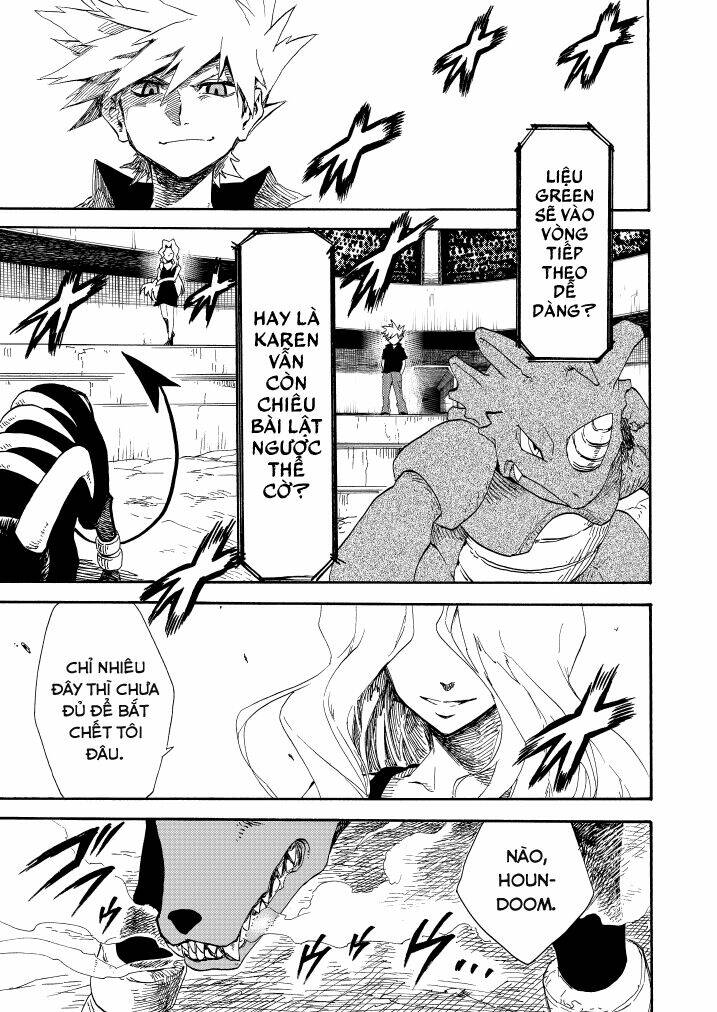 LIỆU
GREEN
SẼ VÀO
VÒNG
TIẾP
THEO
DỄ
DÀNG?
HAY LÀ
KAREN
VẪN
CÒN
CHIÊU
BÀI LẬT
NGƯỢC
THẾ
CỜ?
CHỈ NHIÊU
ĐÂY THÌ CHƯA
ĐỦ ĐỂ BẮT
CHẾT TÔI
ĐÂU.
NÀO,
HOUN-
DOOM.